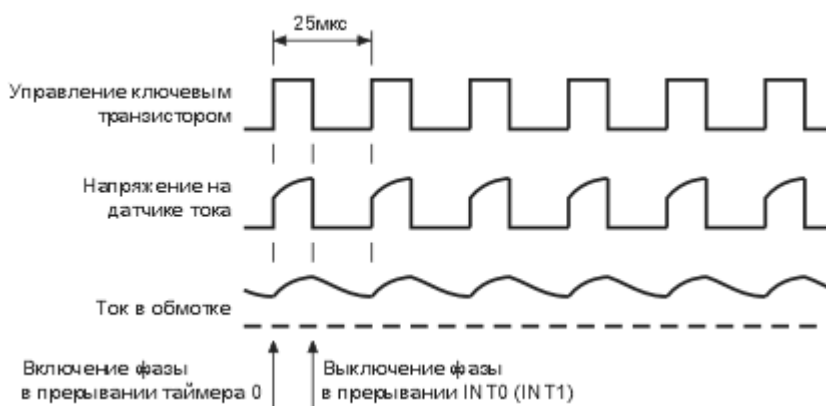 25мкс
Управление ключевым
транзистором
Напряжение на
датчике тока
Ток в обмотке
Включение фазы
в прерывании таймера 0
Выключение фазы
в прерывании INT0 (INT1)